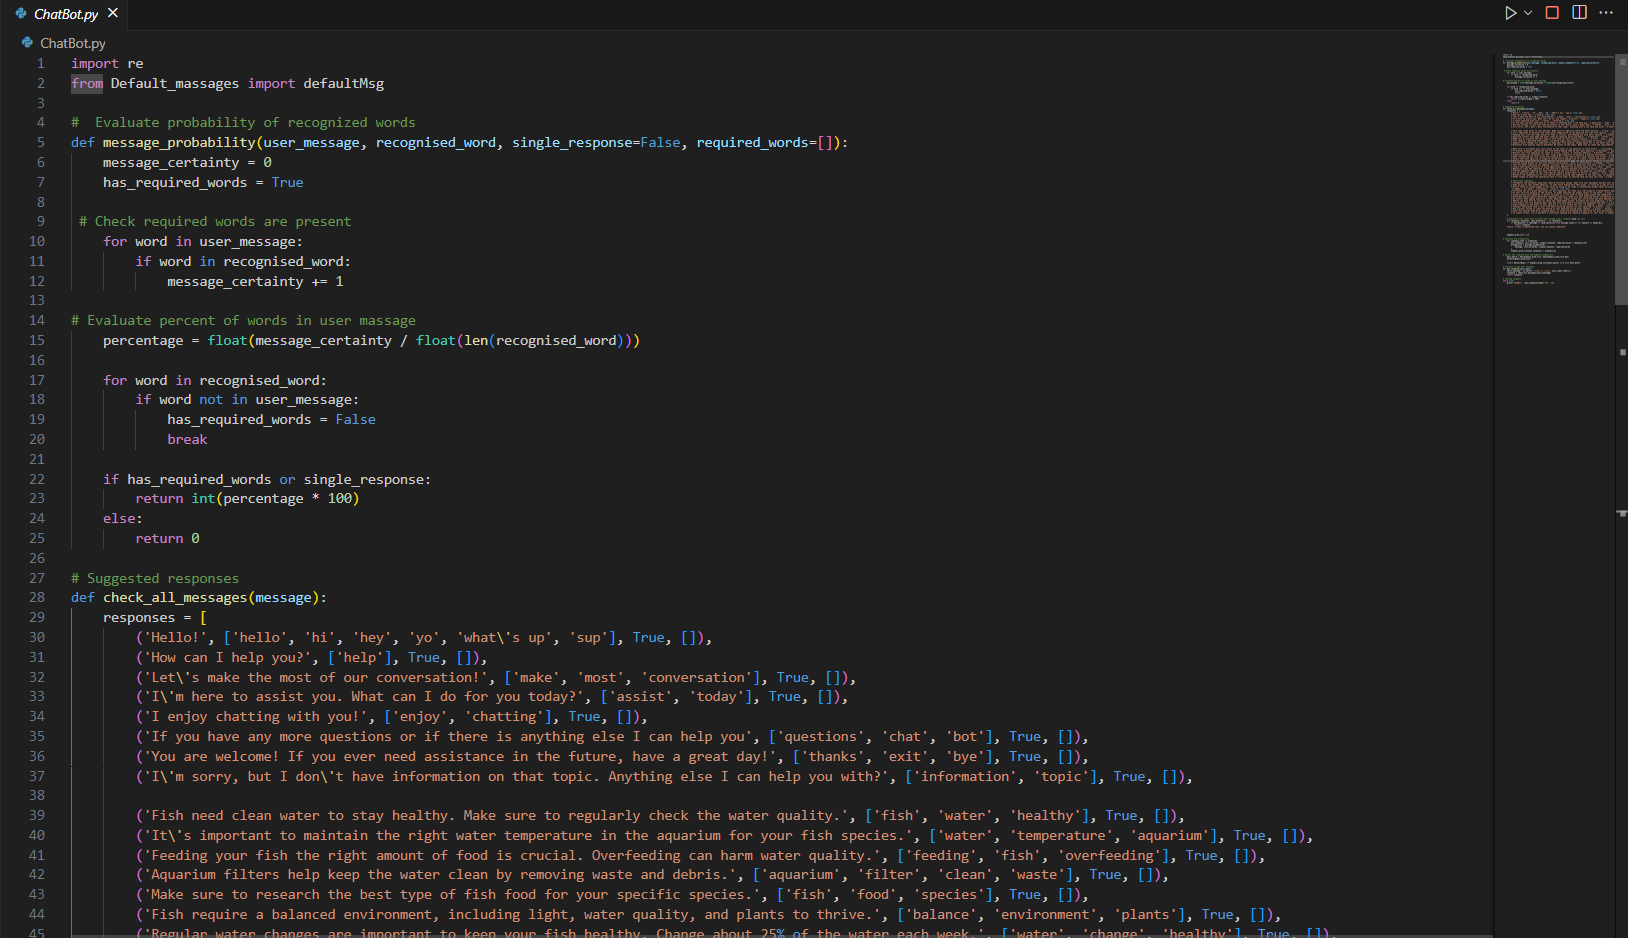 ChatBot.py
ChatBot.py
1 import re
2 from Default_massages import defaultMsg
3
4 #  Evaluate probability of recognized words
5 def message_probability(user_message, recognised_word, single_response=False, required_words=[]):
6 message_certainty = 0
7 has_required_words = True
8
9 # Check required words are present
10 for word in user_message:
11 if word in recognised_word:
12 message_certainty += 1
13
14 # Evaluate percent of words in user massage
15 percentage = float(message_certainty / float(len(recognised_word)))
16
17 for word in recognised_word:
18 if word not in user_message:
19 has_required_words = False
20 break
21
22 if has_required_words or single_response:
23 return int(percentage * 100)
24 else:
25 return 0
26
27 # Suggested responses
28 def check_all_messages(message):
29 responses = [
30 ('Hello!', ['hello', 'hi', 'hey', 'yo', 'what\'s up', 'sup'], True, []),
31 ('How can I help you?', ['help'], True, []),
32 ('Let\'s make the most of our conversation!', ['make', 'most', 'conversation'], True, []),
33 ('I\'m here to assist you. What can I do for you today?', ['assist', 'today'], True, []),
34 ('I enjoy chatting with you!', ['enjoy', 'chatting'], True, []),
35 ('If you have any more questions or if there is anything else I can help you', ['questions', 'chat', 'bot'], True, []),
36 ('You are welcome! If you ever need assistance in the future, have a great day!', ['thanks', 'exit', 'bye'], True, []),
37 ('I\'m sorry, but I don\'t have information on that topic. Anything else I can help you with?', ['information', 'topic'], True, []),
38
39 ('Fish need clean water to stay healthy. Make sure to regularly check the water quality.', ['fish', 'water', 'healthy'], True, []),
40 ('It\'s important to maintain the right water temperature in the aquarium for your fish species.', ['water', 'temperature', 'aquarium'], True, []),
41 ('Feeding your fish the right amount of food is crucial. Overfeeding can harm water quality.', ['feeding', 'fish', 'overfeeding'], True, []),
42 ('Aquarium filters help keep the water clean by removing waste and debris.', ['aquarium', 'filter', 'clean', 'waste'], True, []),
43 ('Make sure to research the best type of fish food for your specific species.', ['fish', 'food', 'species'], True, []),
44 ('Fish require a balanced environment, including light, water quality, and plants to thrive.', ['balance', 'environment', 'plants'], True, []),
45 ('Regular water changes are important to keep your fish healthy. Change about 25% of the water each week.', ['water', 'change', 'healthy'], True, []),